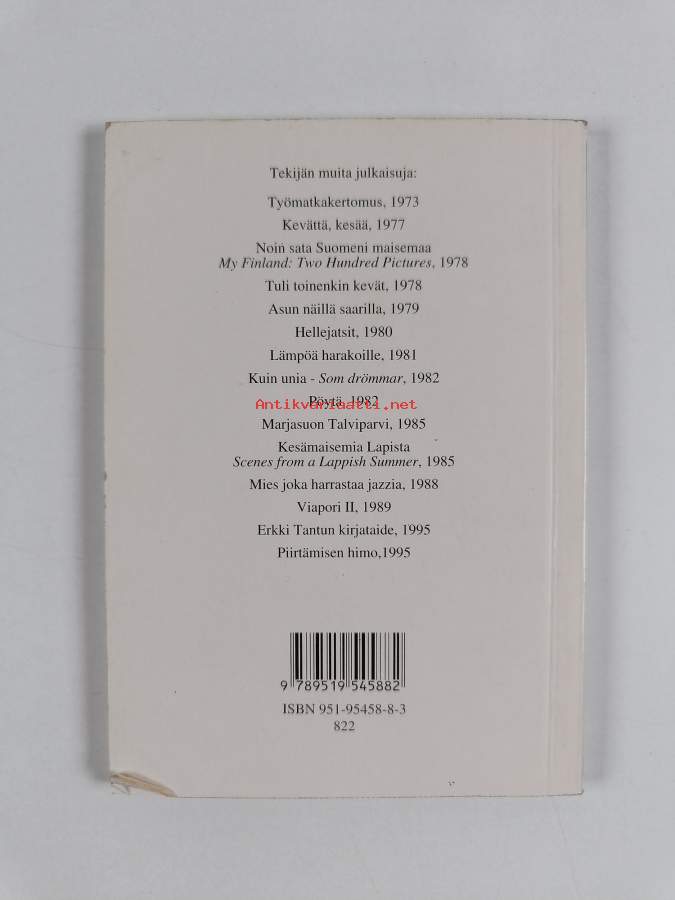 Tekijän muita julkaisuja:
Työmatkakertomus, 1973
Kevättä, kesää, 1977
Noin sata Suomeni maisemaa
My Finland: Two Hundred Pictures, 1978
Tuli toinenkin kevät, 1978
Asun näillä saarilla, 1979
Hellejatsit, 1980
Lämpöä harakoille, 1981
Kuin unia - Som drömmar, 1982
Pöytä, 1982
Antikvariaatti.net
Marjasuon Talviparvi, 1985
Kesämaisemia Lapista
Scenes from a Lappish Summer, 1985
Mies joka harrastaa jazzia, 1988
Viapori II, 1989
Erkki Tantun kirjataide, 1995
Piirtämisen himo,1995
9 789519 545882
ISBN 951-95458-8-3
822